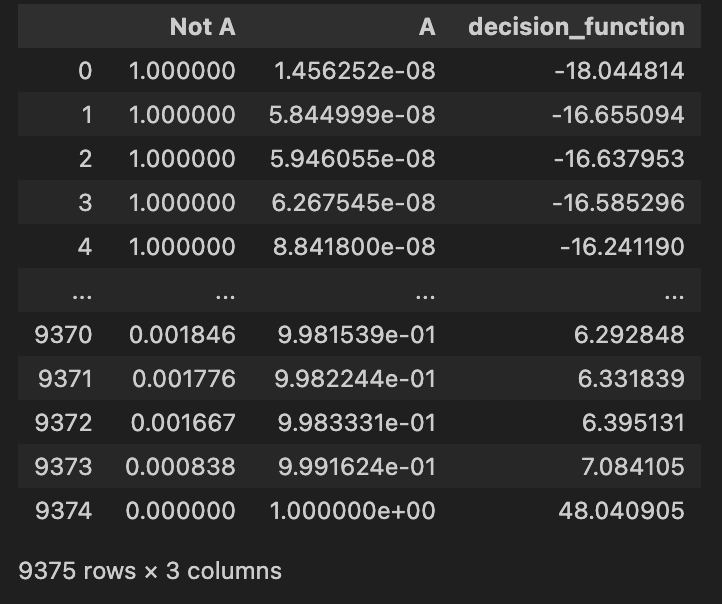 Not A A decision_function
0 1.000000 1.456252e-08 -18.044814
1 1.000000 5.844999e-08 -16.655094
2 1.000000 5.946055e-08 -16.637953
3 1.000000 6.267545e-08 -16.585296
4 1.000000 8.841800e-08 -16.241190
... ... ... ...
9370 0.001846 9.981539e-01 6.292848
9371 0.001776 9.982244e-01 6.331839
9372 0.001667 9.983331e-01 6.395131
9373 0.000838 9.991624e-01 7.084105
9374 0.000000 1.000000e+00 48.040905
9375 rows × 3 columns